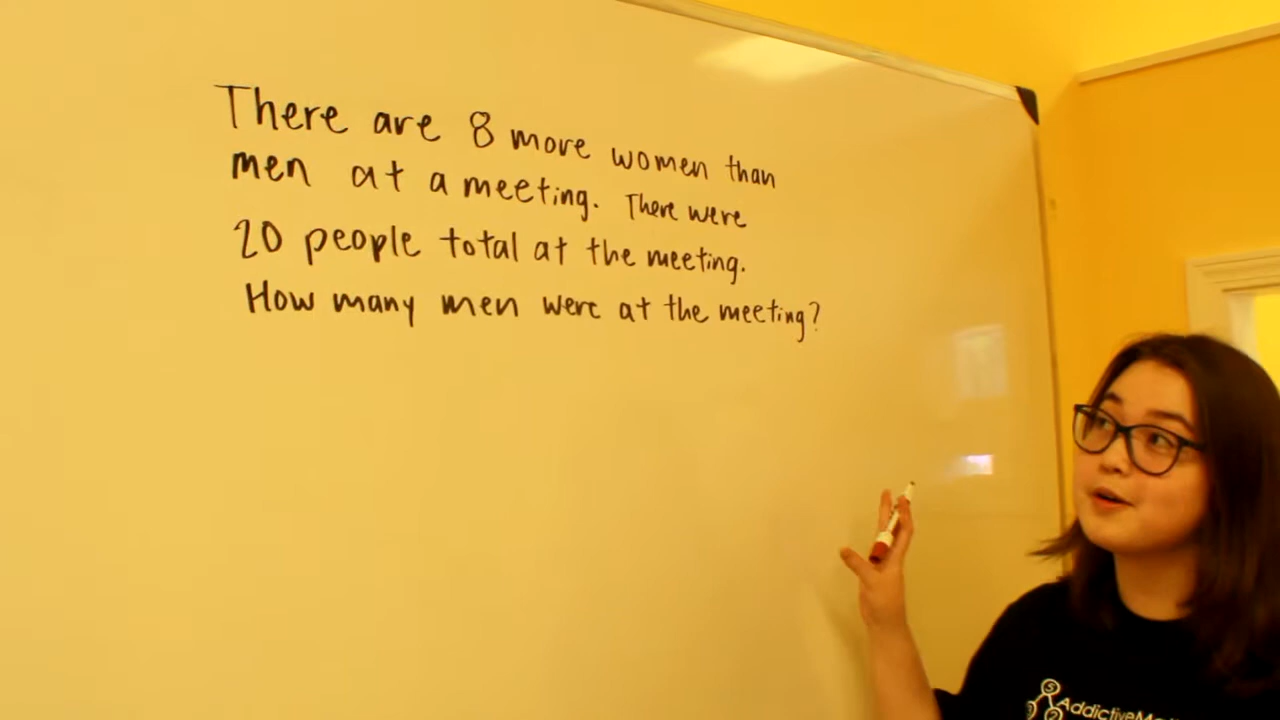 There are 8 more women than
men at a meeting. There were
20 people total at the meeting.
How many men were at the meeting?